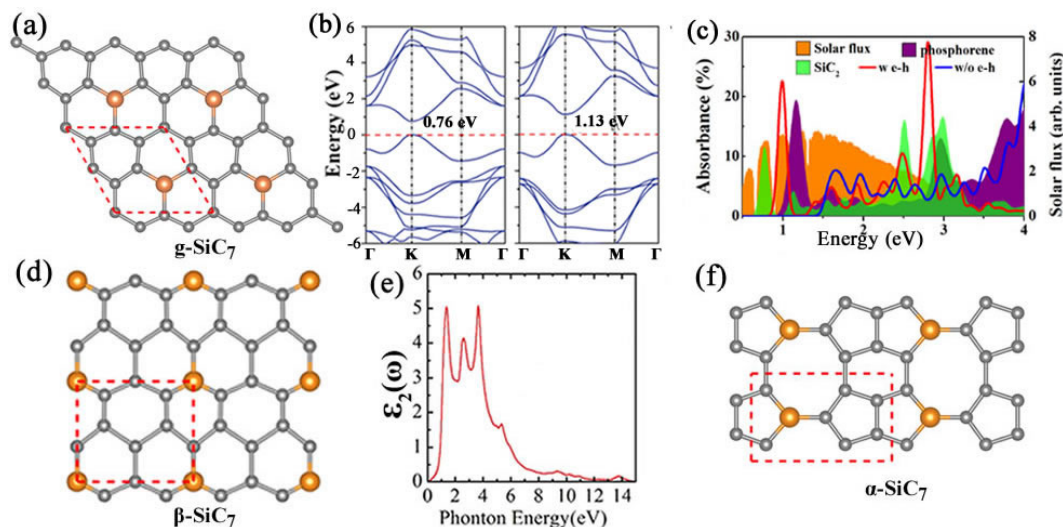 (a)
g-SiC7
(b)
Energy (eV)
6
4
2
0
-2
-4
-6
0.76 eV
1.13 eV
Γ K M Γ
Γ K M Γ
(c)
Absorbance (%)
30
20
10
0
Solar flux
phosphorene
SiC2
w e-h
w/o e-h
8
6
4
2
0
Solar flux (arb. units)
1 2 3 4
Energy (eV)
(d)
β-SiC7
(e)
ε2(ω)
6
5
4
3
2
1
0
0 2 4 6 8 10 12 14
Phonton Energy(eV)
(f)
α-SiC7